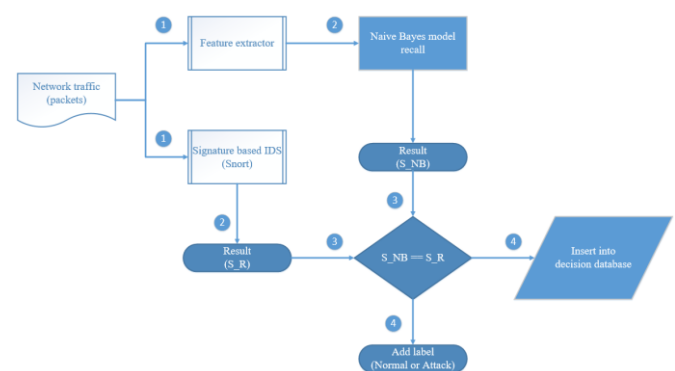 1
2
Feature extractor
Naive Bayes model
recall
Network traffic
(packets)
1
Signature based IDS
(Snort)
Result
(S_NB)
2
3
Result
(S_R)
3
S_NB == S_R
4
Insert into
decision database
4
Add label
(Normal or Attack)